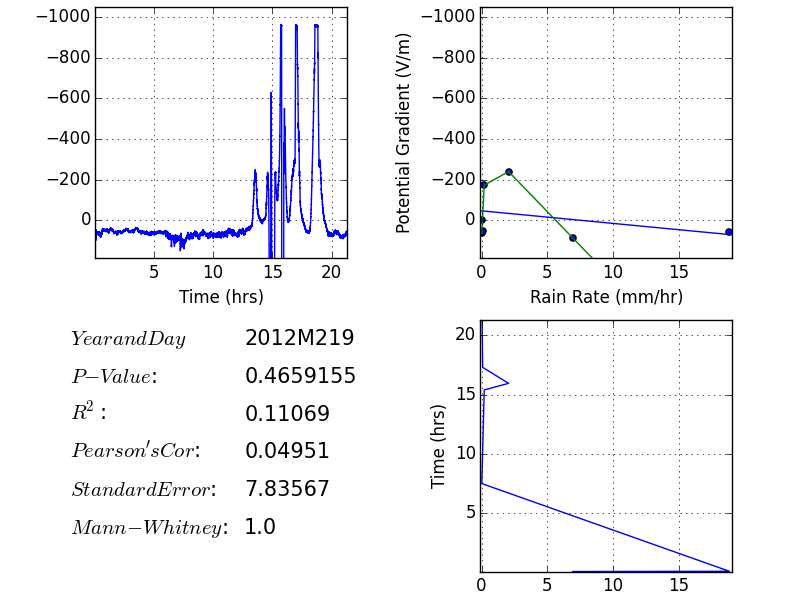 −1000
−800
−600
−400
−200
0
5 10 15 20
Time (hrs)
−1000
−800
−600
−400
−200
0
Potential Gradient (V/m)
0 5 10 15
Rain Rate (mm/hr)
YearandDay 2012M219
P−Value: 0.4659155
R²: 0.11069
Pearson'sCor: 0.04951
StandardError: 7.83567
Mann−Whitney: 1.0
20
15
10
5
Time (hrs)
0 5 10 15